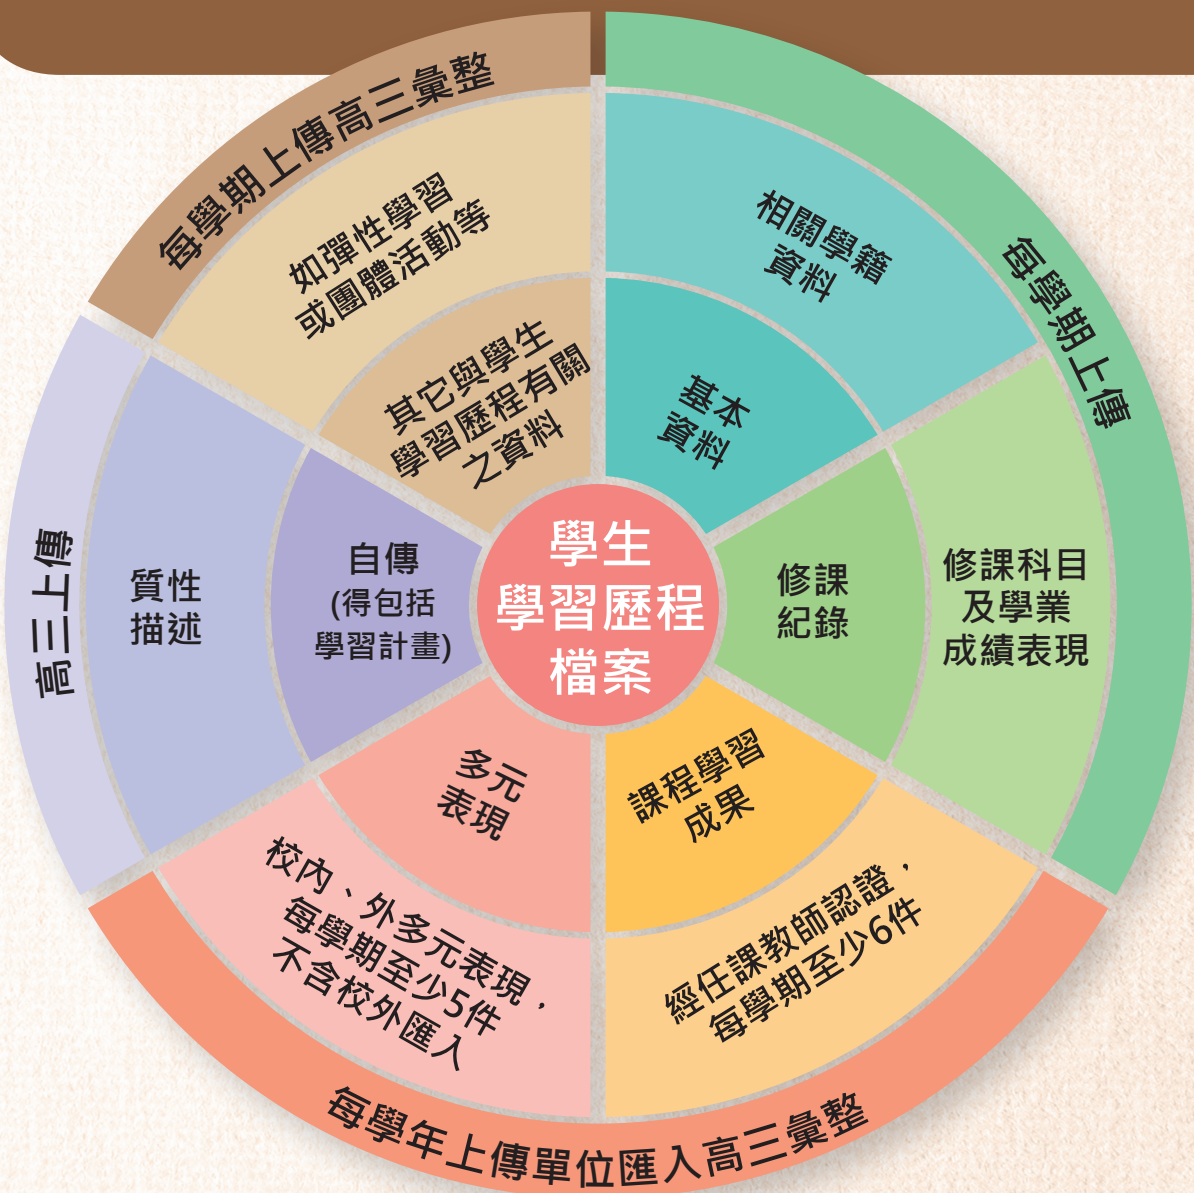 學生
學習歷程
檔案
每學期上傳
相關學籍
資料
基本
資料
修課
紀錄
修課科目
及學業
成績表現
課程學習
成果
經任課教師認證，
每學期至少6件
每學年上傳單位匯入高三彙整
多元
表現
校內、外多元表現，
每學期至少5件
不含校外匯入
高三上傳
質性
描述
自傳
(得包括
學習計畫)
每學期上傳高三彙整
如彈性學習
或團體活動等
其它與學生
學習歷程有關
之資料